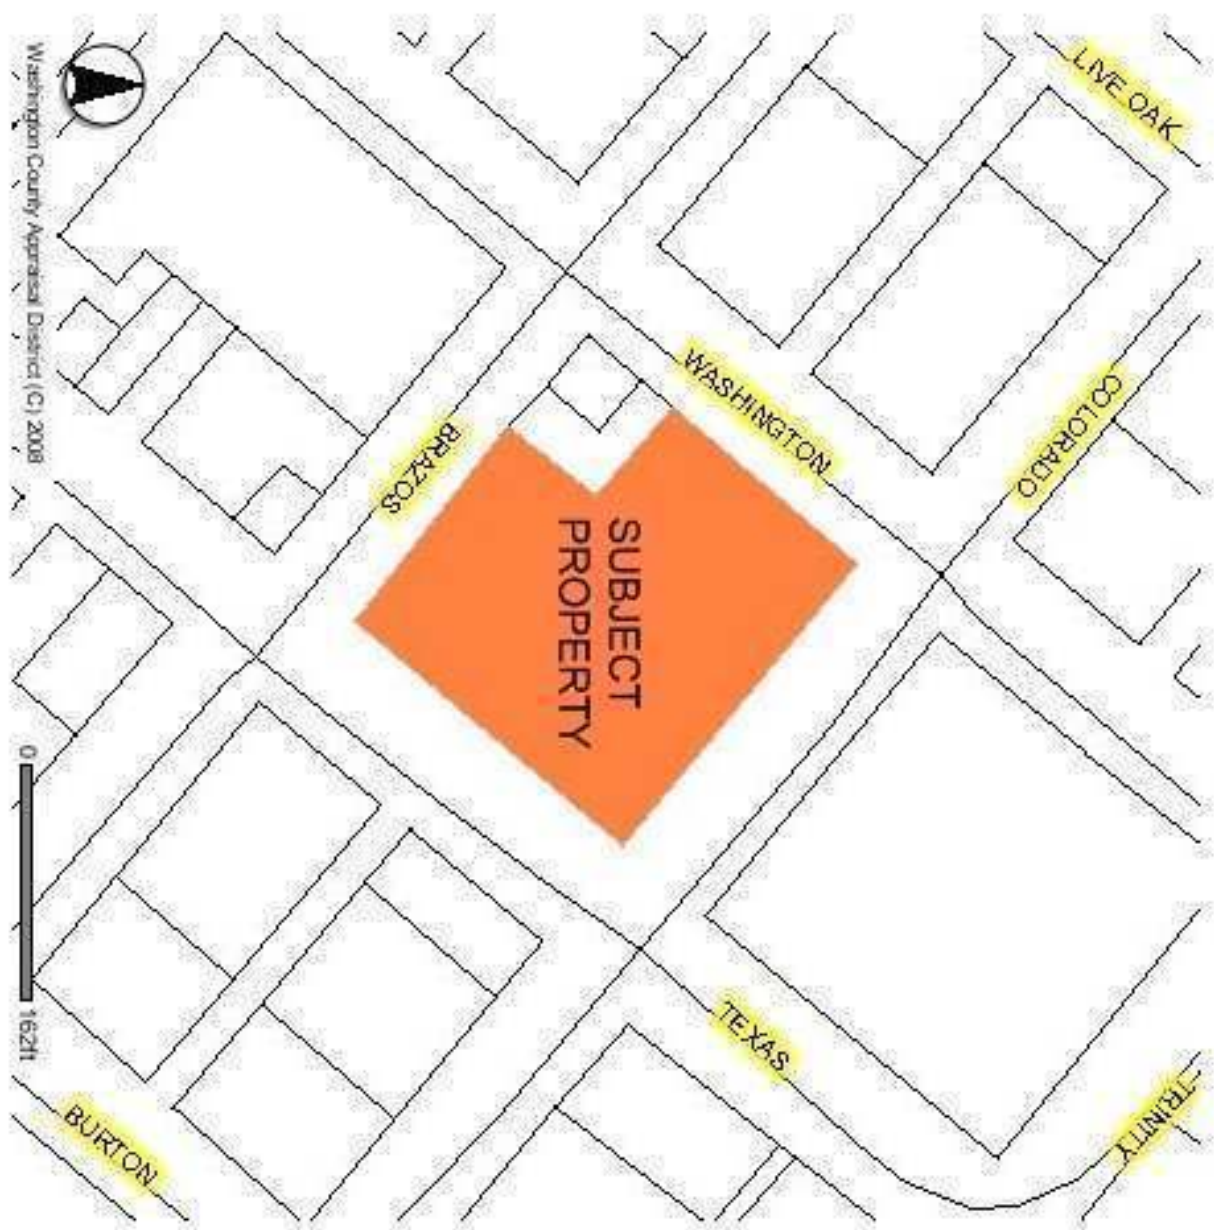 LIVE OAK
COLORADO
WASHINGTON
BRAZOS
SUBJECT
PROPERTY
TEXAS
TRINITY
BURTON
0 162ft
Washington County Appraisal District (C) 2008